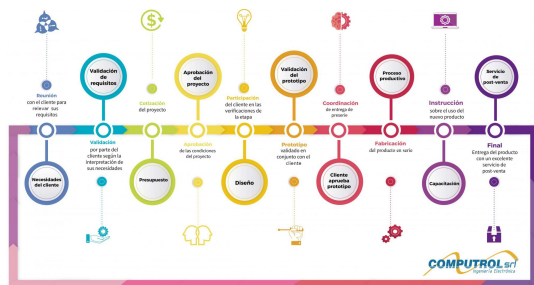 Reunión
con el cliente para
relevar sus
requisitos
Necesidades
del cliente
Validación
de
requisitos
Validación
por parte del
cliente según la
interpretación de
sus necesidades
Cotización
del proyecto
Presupuesto
Aprobación
del
proyecto
Aprobación
de las condiciones
del proyecto
Participación
del cliente en las
verificaciones de
la etapa
Diseño
Validación
del
prototipo
Prototipo
validado en
conjunto con el
cliente
Coordinación
de entrega de
preserie
Cliente
aprueba
prototipo
Proceso
productivo
Fabricación
del producto en serie
Instrucción
sobre el uso del
nuevo producto
Capacitación
Servicio
de
post-venta
Final
Entrega del producto
con un excelente
servicio de
post-venta
COMPUTROL srl
Ingeniería Electrónica